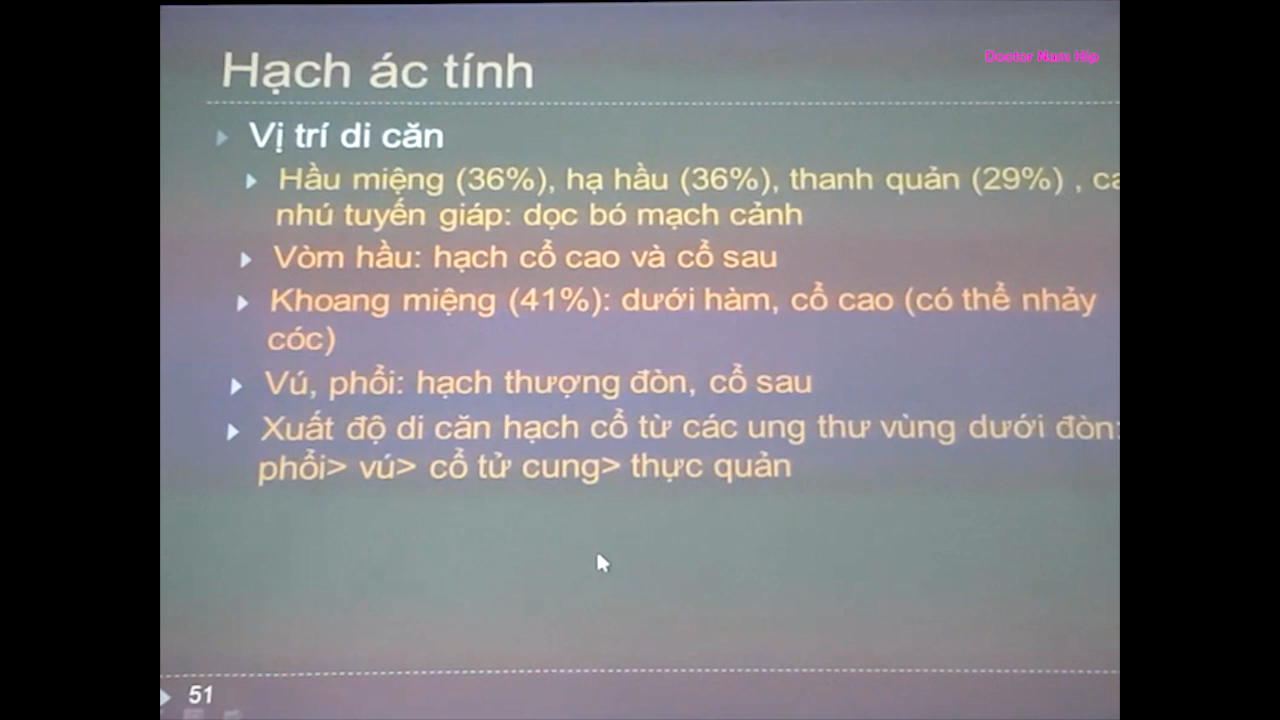 Doctor Nam Hip
Hạch ác tính
Vị trí di căn
Hầu miệng (36%), hạ hầu (36%), thanh quản (29%) , ca
nhú tuyến giáp: dọc bó mạch cảnh
Vòm hầu: hạch cổ cao và cổ sau
Khoang miệng (41%): dưới hàm, cổ cao (có thể nhảy
cóc)
Vú, phổi: hạch thượng đòn, cổ sau
Xuất độ di căn hạch cổ từ các ung thư vùng dưới đòn:
phổi> vú> cổ tử cung> thực quản
51